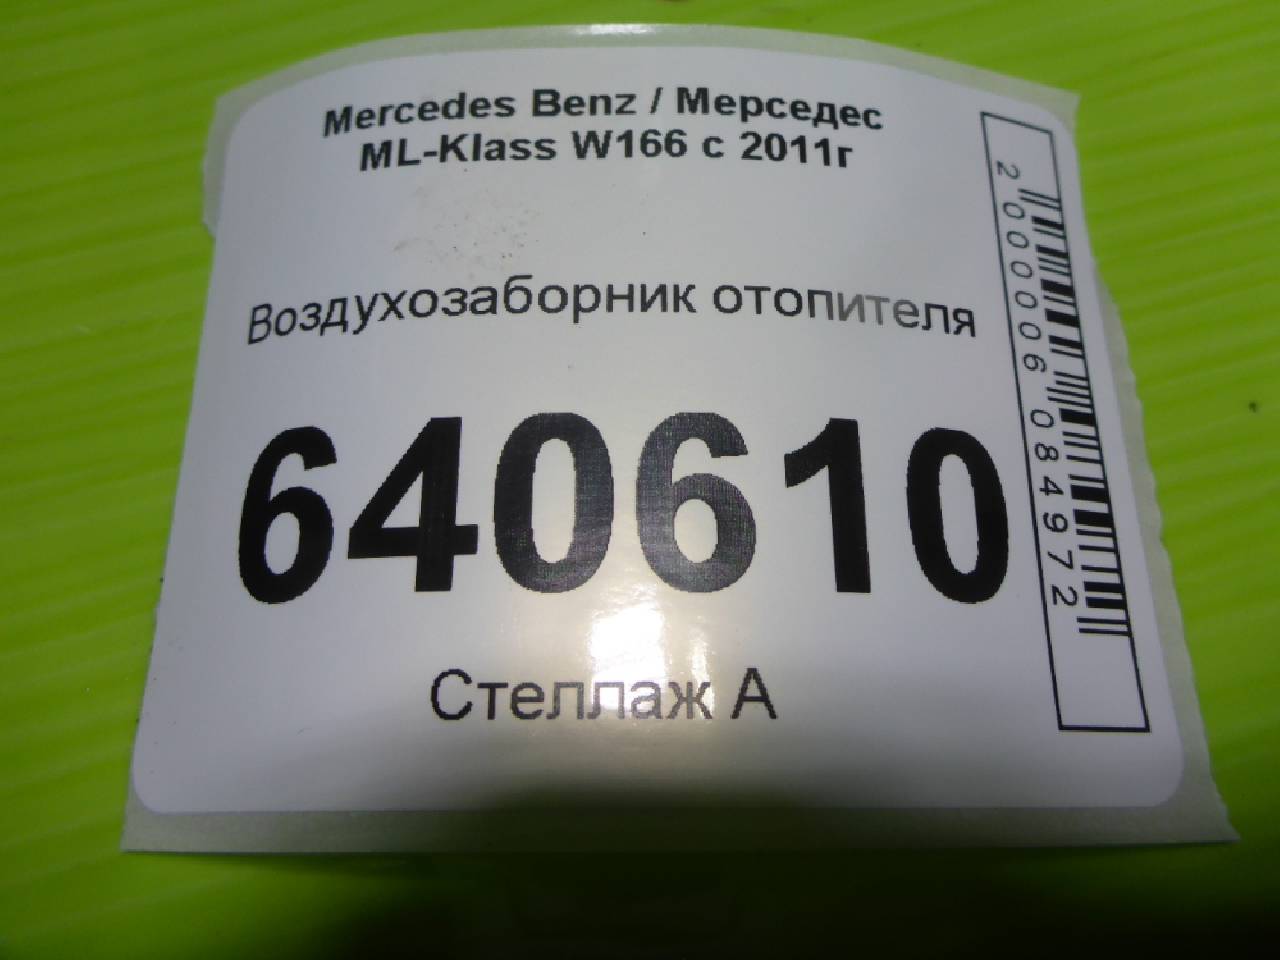 Mercedes Benz / Мерседес
ML-Klass W166 с 2011г
Воздухозаборник отопителя
640610
Стеллаж А
2000006084972